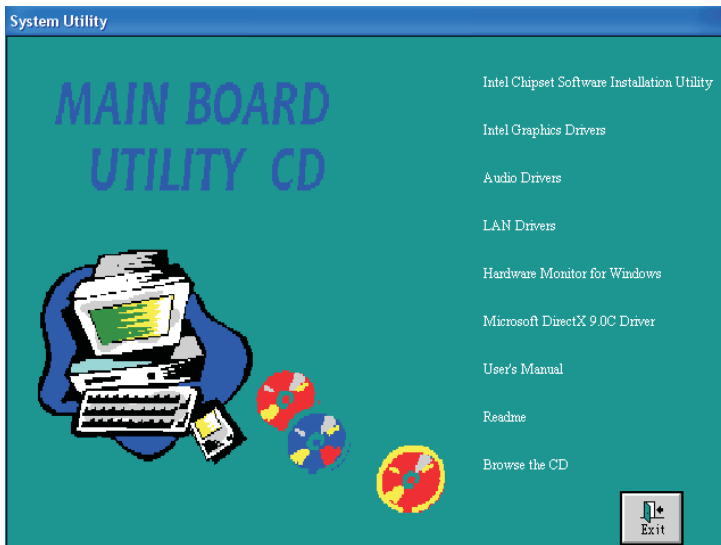 System Utility
MAIN BOARD
UTILITY CD
Intel Chipset Software Installation Utility
Intel Graphics Drivers
Audio Drivers
LAN Drivers
Hardware Monitor for Windows
Microsoft DirectX 9.0C Driver
User's Manual
Readme
Browse the CD
Exit